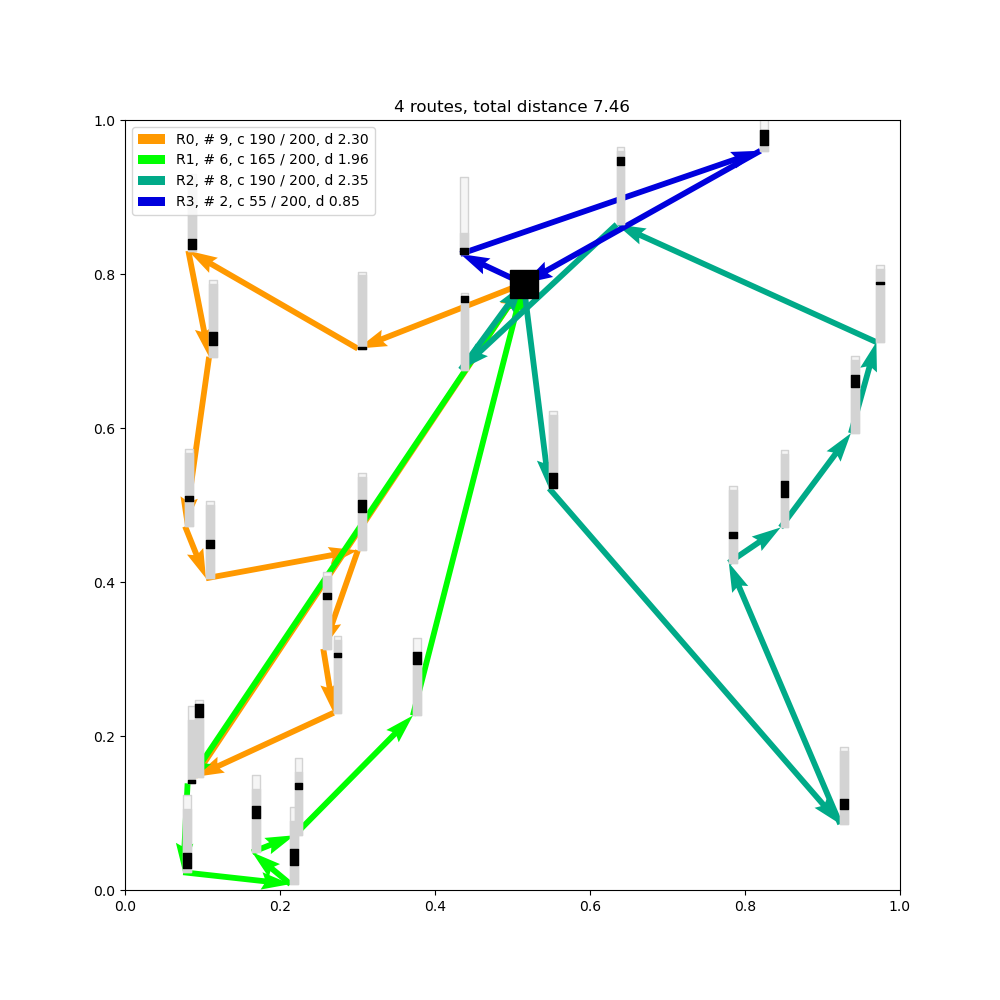 4 routes, total distance 7.46
R0, # 9, c 190 / 200, d 2.30
R1, # 6, c 165 / 200, d 1.96
R2, # 8, c 190 / 200, d 2.35
R3, # 2, c 55 / 200, d 0.85
1.0
0.8
0.6
0.4
0.2
0.0
0.0 0.2 0.4 0.6 0.8 1.0